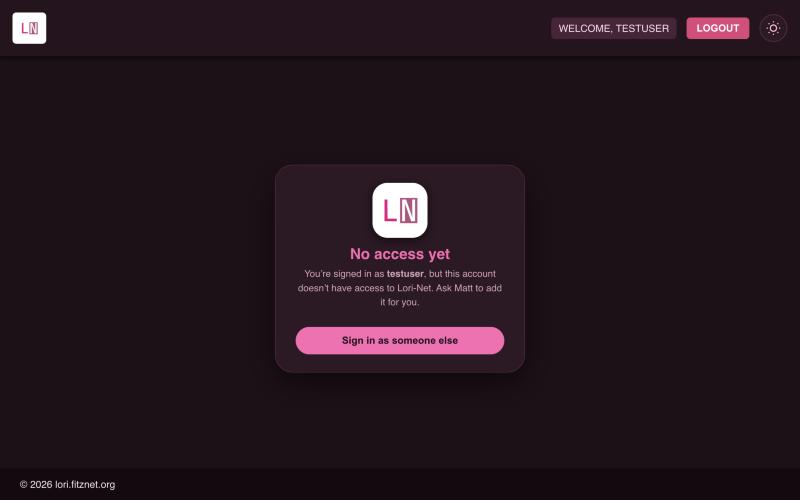 LN
WELCOME, TESTUSER
LOGOUT
LN
No access yet
You're signed in as testuser, but this account
doesn't have access to Lori-Net. Ask Matt to add
it for you.
Sign in as someone else
© 2026 lori.fitznet.org